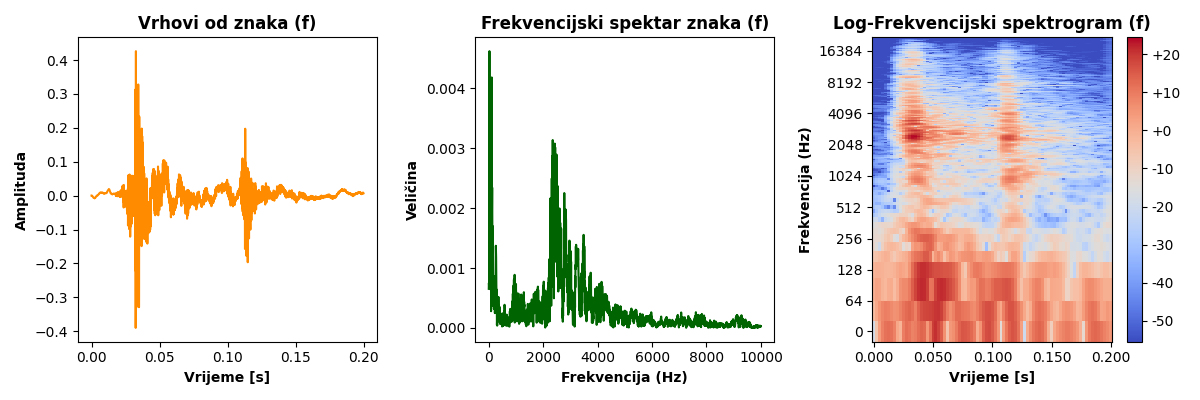 Vrhovi od znaka (f)
Amplituda
0.4
0.3
0.2
0.1
0.0
−0.1
−0.2
−0.3
−0.4
0.00 0.05 0.10 0.15 0.20
Vrijeme [s]
Frekvencijski spektar znaka (f)
Veličina
0.004
0.003
0.002
0.001
0.000
0 2000 4000 6000 8000 10000
Frekvencija (Hz)
Log-Frekvencijski spektrogram (f)
Frekvencija (Hz)
16384
8192
4096
2048
1024
512
256
128
64
0
0.000 0.050 0.100 0.150 0.200
Vrijeme [s]
+20
+10
+0
-10
-20
-30
-40
-50